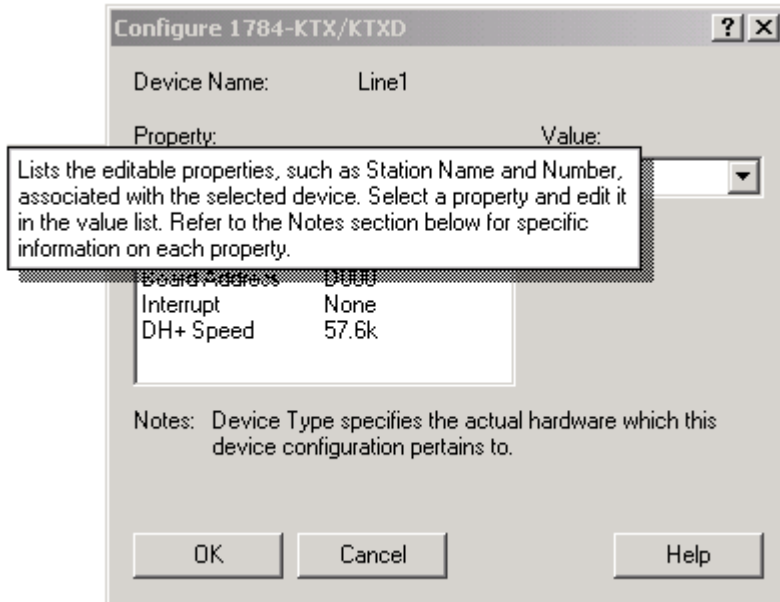 Configure 1784-KTX/KTXD
Device Name: Line1
Property: Value:
Lists the editable properties, such as Station Name and Number,
associated with the selected device. Select a property and edit it
in the value list. Refer to the Notes section below for specific
information on each property.
Board Address D000
Interrupt None
DH+ Speed 57.6k
Notes: Device Type specifies the actual hardware which this
device configuration pertains to.
OK Cancel Help